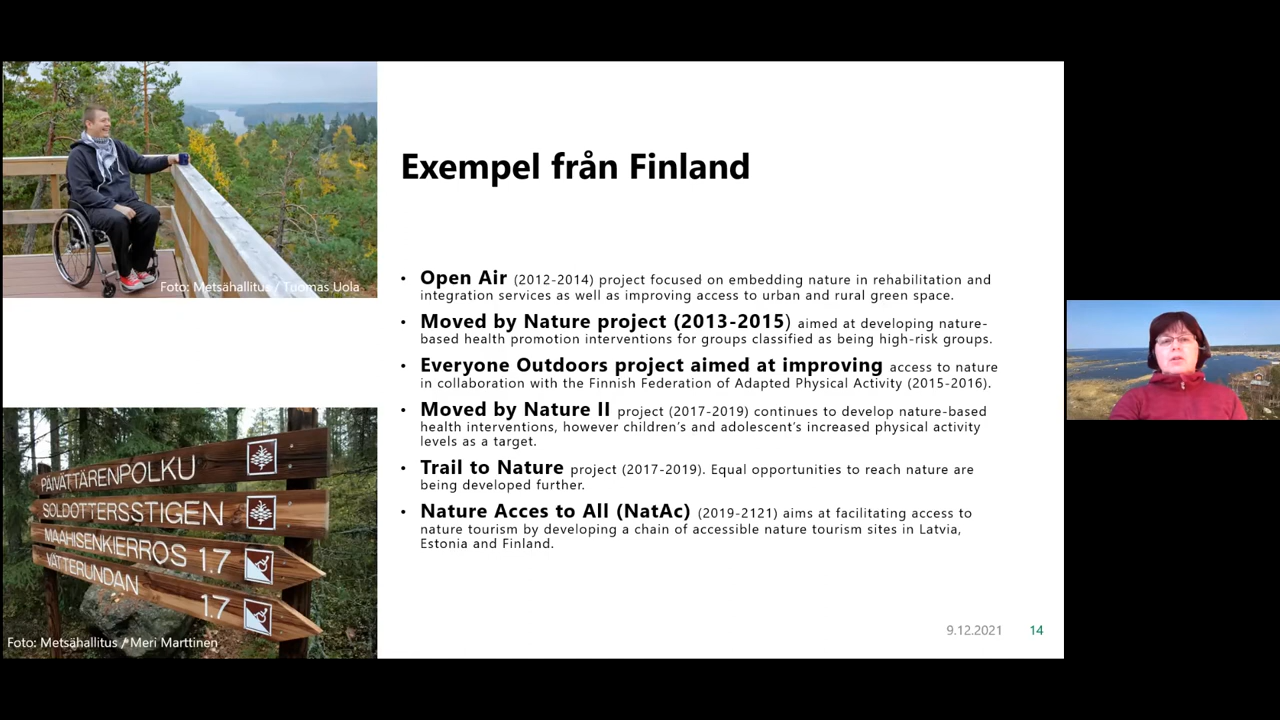 Exempel från Finland
• Open Air (2012-2014) project focused on embedding nature in rehabilitation and
integration services as well as improving access to urban and rural green space.
• Moved by Nature project (2013-2015) aimed at developing nature-
based health promotion interventions for groups classified as being high-risk groups.
• Everyone Outdoors project aimed at improving access to nature
in collaboration with the Finnish Federation of Adapted Physical Activity (2015-2016).
• Moved by Nature II project (2017-2019) continues to develop nature-based
health interventions, however children's and adolescent's increased physical activity
levels as a target.
• Trail to Nature project (2017-2019). Equal opportunities to reach nature are
being developed further.
• Nature Acces to All (NatAc) (2019-2121) aims at facilitating access to
nature tourism by developing a chain of accessible nature tourism sites in Latvia,
Estonia and Finland.
Foto: Metsähallitus / Tuomas Uola
PÄIVÄTTÄRENPOLKU
SOLDOTTERSSTIGEN
MAAHISENKIERROS 1.7
VÄTTERUNDAN 1.7
Foto: Metsähallitus / Meri Marttinen
9.12.2021 14